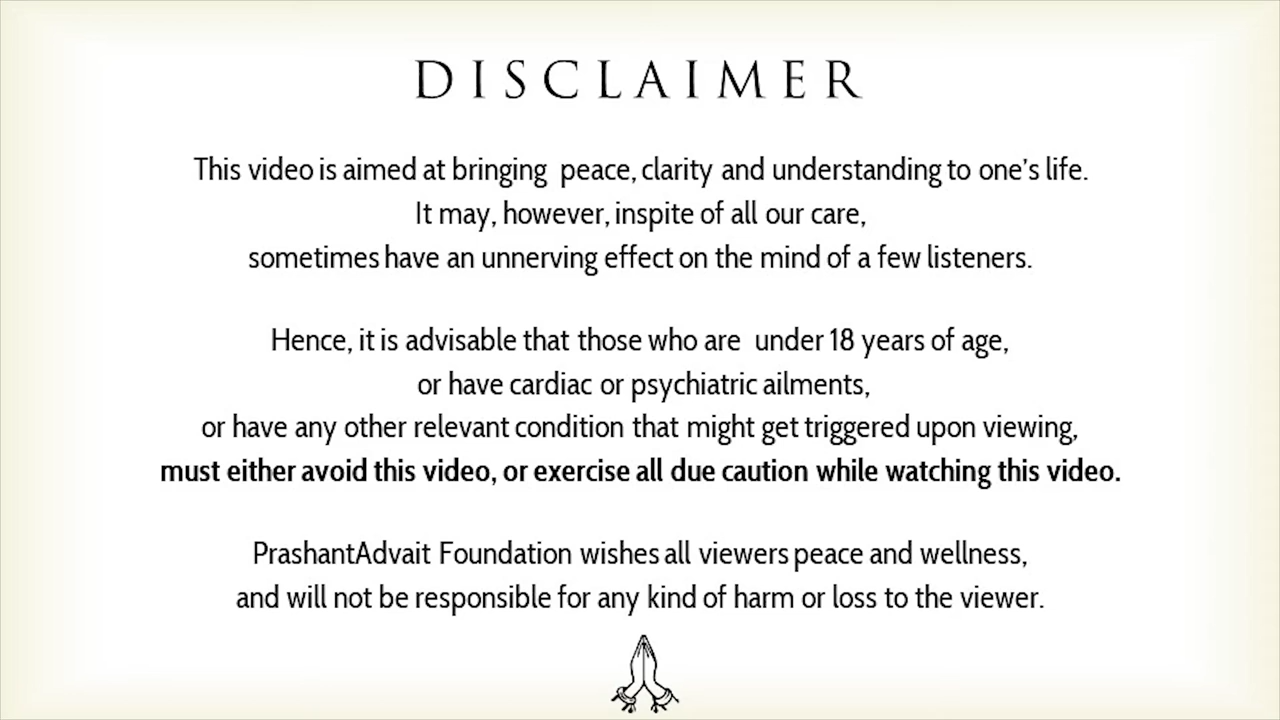 DISCLAIMER
This video is aimed at bringing peace, clarity and understanding to one's life.
It may, however, inspite of all our care,
sometimes have an unnerving effect on the mind of a few listeners.
Hence, it is advisable that those who are under 18 years of age,
or have cardiac or psychiatric ailments,
or have any other relevant condition that might get triggered upon viewing,
must either avoid this video, or exercise all due caution while watching this video.
PrashantAdvait Foundation wishes all viewers peace and wellness,
and will not be responsible for any kind of harm or loss to the viewer.